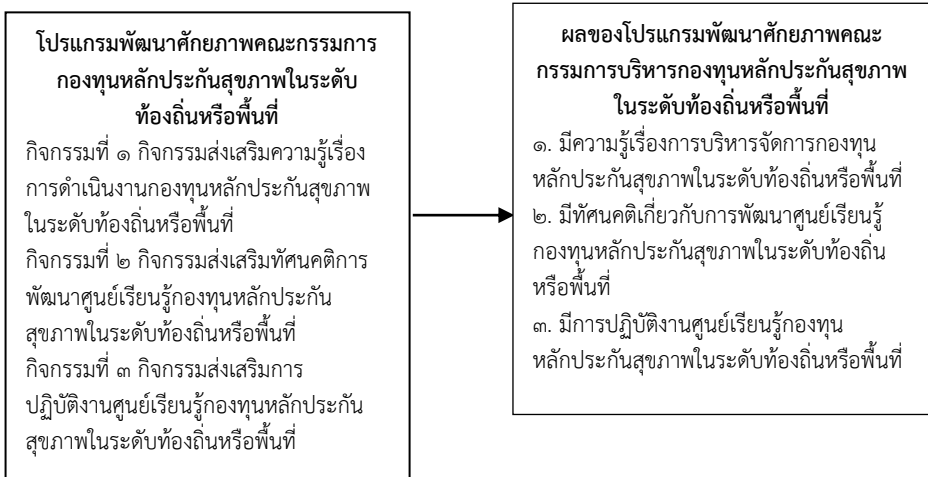 โปรแกรมพัฒนาศักยภาพคณะกรรมการ
กองทุนหลักประกันสุขภาพในระดับ
ท้องถิ่นหรือพื้นที่
กิจกรรมที่ ๑ กิจกรรมส่งเสริมความรู้เรื่อง
การดำเนินงานกองทุนหลักประกันสุขภาพ
ในระดับท้องถิ่นหรือพื้นที่
กิจกรรมที่ ๒ กิจกรรมส่งเสริมทัศนคติการ
พัฒนาศูนย์เรียนรู้กองทุนหลักประกัน
สุขภาพในระดับท้องถิ่นหรือพื้นที่
กิจกรรมที่ ๓ กิจกรรมส่งเสริมการ
ปฏิบัติงานศูนย์เรียนรู้กองทุนหลักประกัน
สุขภาพในระดับท้องถิ่นหรือพื้นที่
ผลของโปรแกรมพัฒนาศักยภาพคณะ
กรรมการบริหารกองทุนหลักประกันสุขภาพ
ในระดับท้องถิ่นหรือพื้นที่
๑. มีความรู้เรื่องการบริหารจัดการกองทุน
หลักประกันสุขภาพในระดับท้องถิ่นหรือพื้นที่
๒. มีทัศนคติเกี่ยวกับการพัฒนาศูนย์เรียนรู้
กองทุนหลักประกันสุขภาพในระดับท้องถิ่น
หรือพื้นที่
๓. มีการปฏิบัติงานศูนย์เรียนรู้กองทุน
หลักประกันสุขภาพในระดับท้องถิ่นหรือพื้นที่